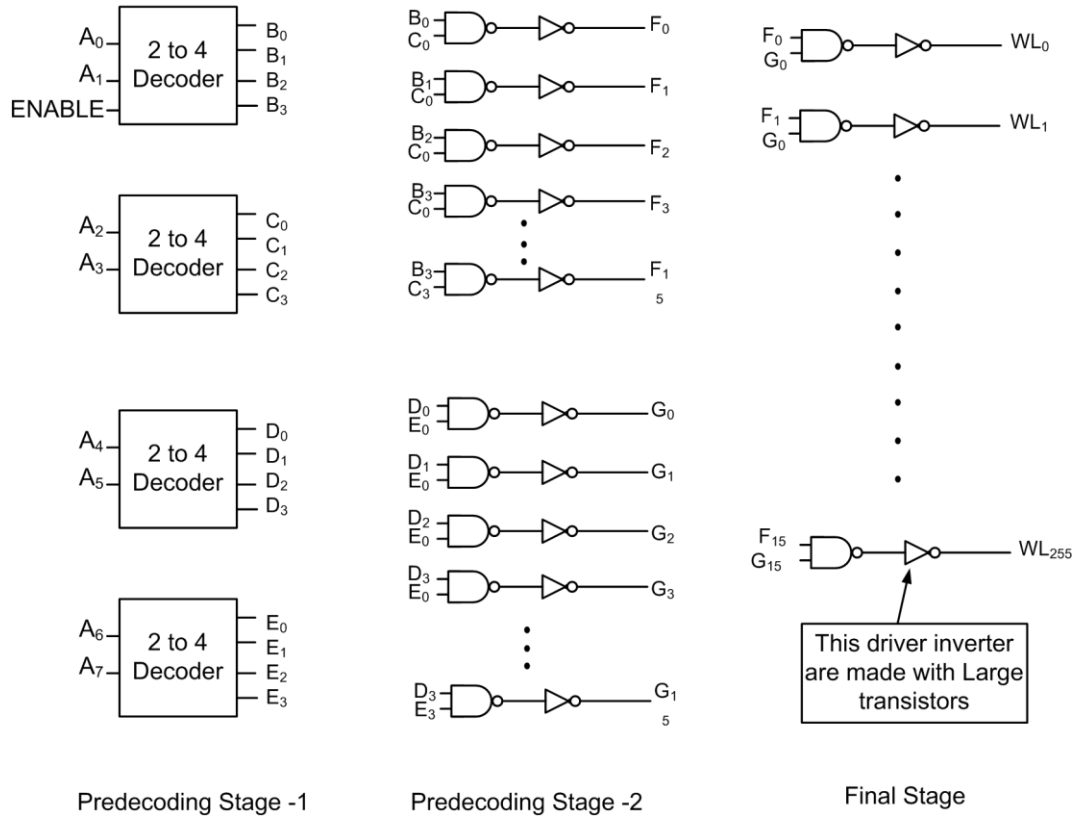 A0
A1
ENABLE
2 to 4
Decoder
B0
B1
B2
B3
A2
A3
2 to 4
Decoder
C0
C1
C2
C3
A4
A5
2 to 4
Decoder
D0
D1
D2
D3
A6
A7
2 to 4
Decoder
E0
E1
E2
E3
Predecoding Stage -1
B0
C0
F0
B1
C0
F1
B2
C0
F2
B3
C0
F3
B3
C3
F1
5
D0
E0
G0
D1
E0
G1
D2
E0
G2
D3
E0
G3
D3
E3
G1
5
Predecoding Stage -2
F0
G0
WL0
F1
G0
WL1
F15
G15
WL255
This driver inverter
are made with Large
transistors
Final Stage